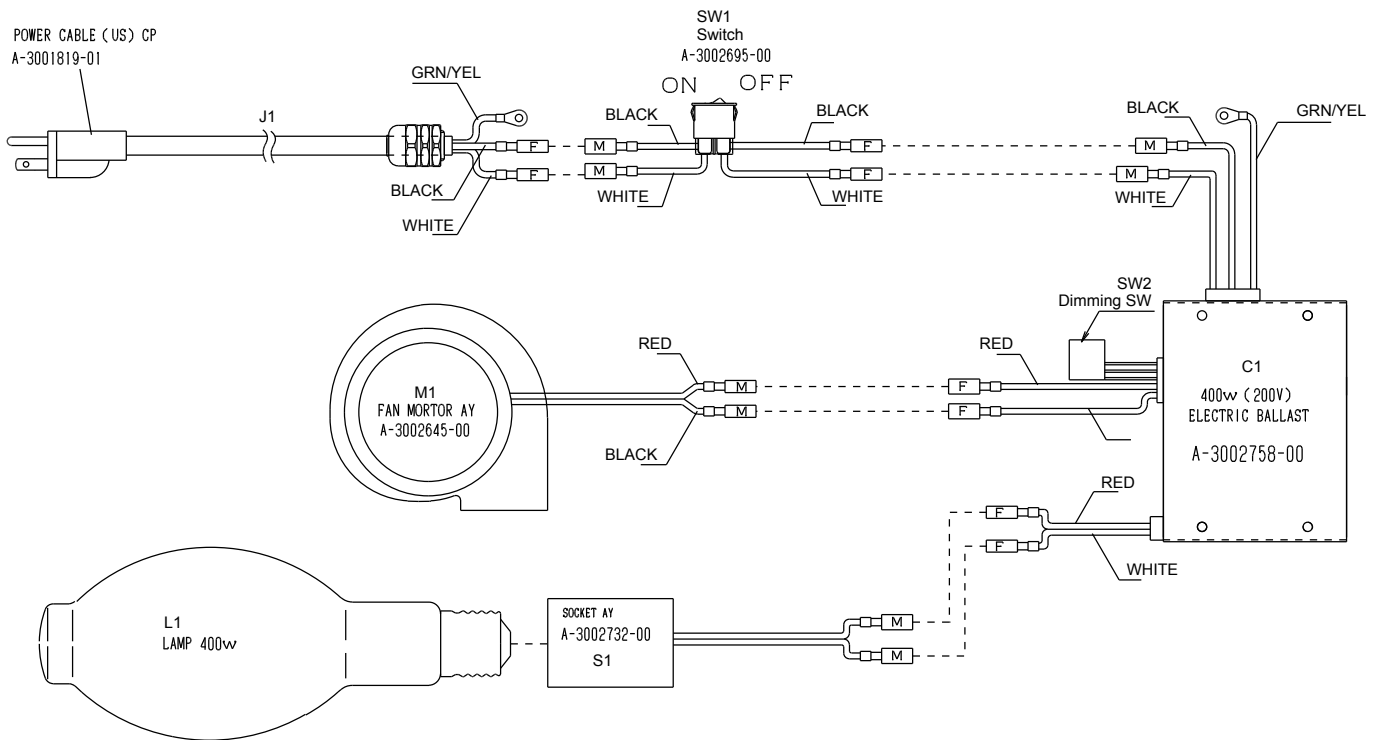 SW1
Switch
A-3002695-00
POWER CABLE (US) CP
A-3001819-01
ON OFF
GRN/YEL
J1
BLACK
BLACK
BLACK
GRN/YEL
F
M
F
M
F
M
F
M
BLACK
WHITE
WHITE
WHITE
WHITE
SW2
Dimming SW
RED
RED
M1
FAN MORTOR AY
A-3002645-00
M
M
F
F
BLACK
C1
400w (200V)
ELECTRIC BALLAST
A-3002758-00
RED
F
F
WHITE
L1
LAMP 400w
SOCKET AY
A-3002732-00
S1
M
M